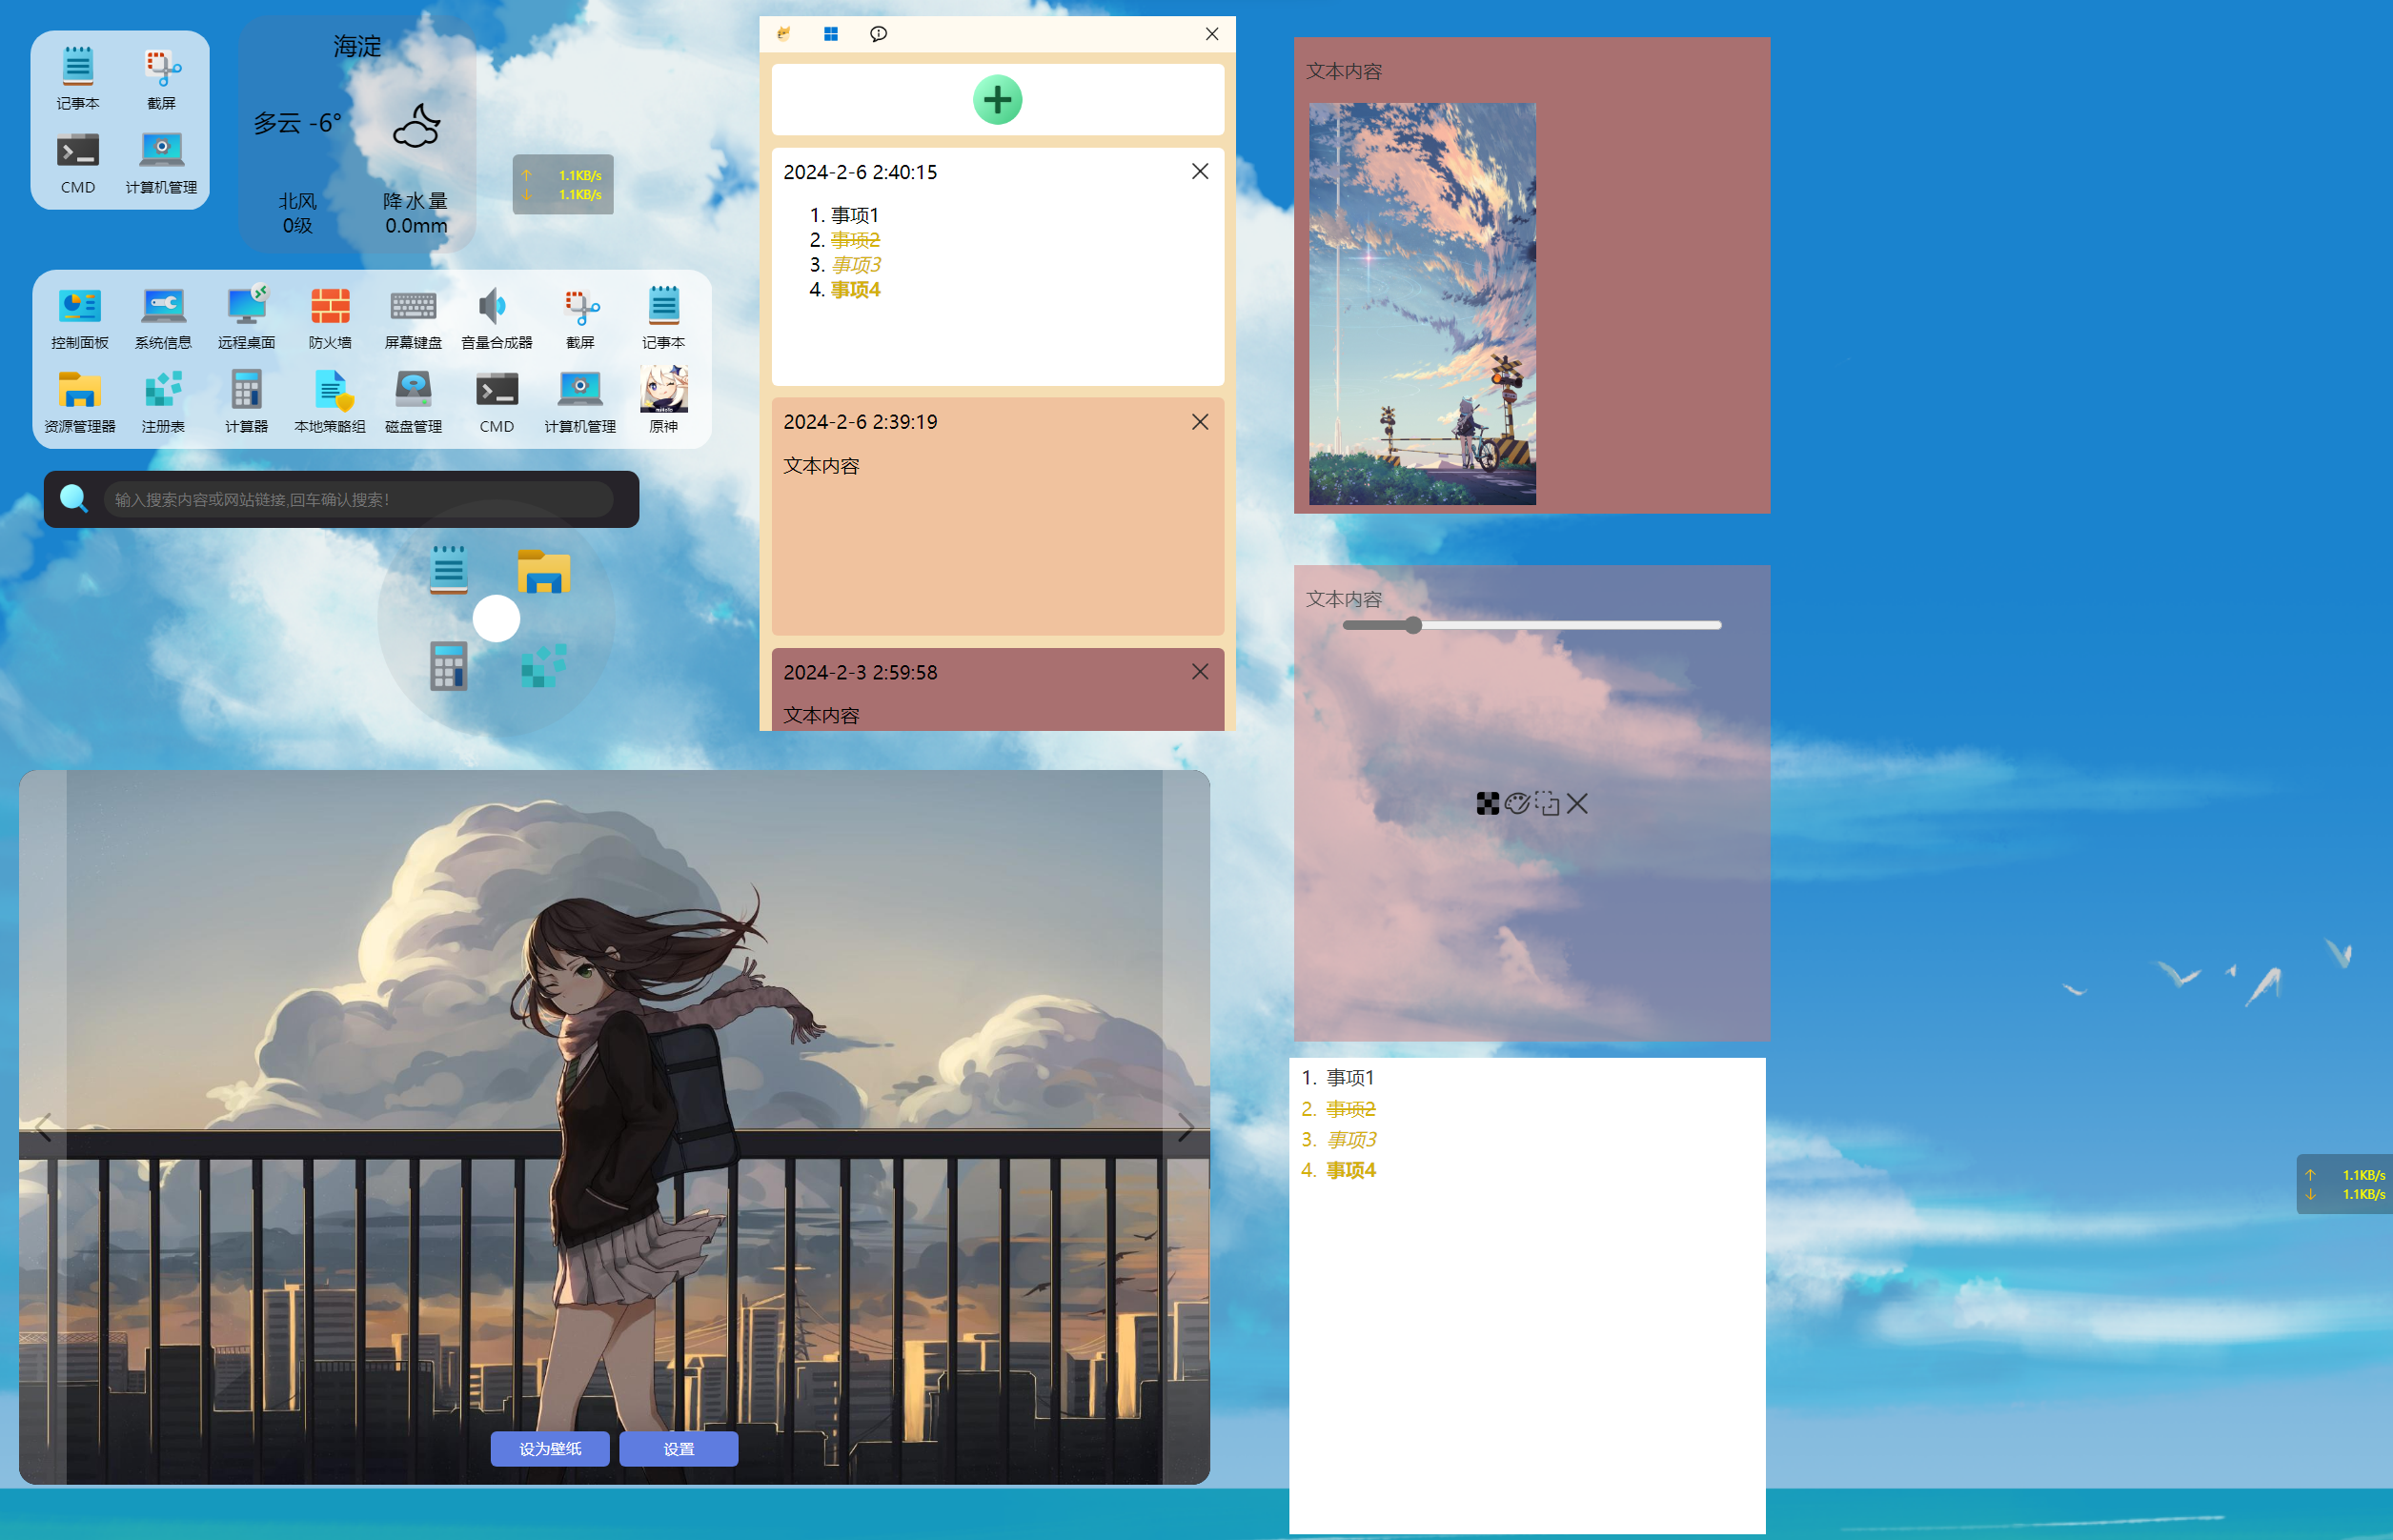 记事本
截屏
CMD
计算机管理
海淀
多云 -6°
北风
0级
降水量
0.0mm
↑ 1.1KB/s
↓ 1.1KB/s
控制面板
系统信息
远程桌面
防火墙
屏幕键盘
音量合成器
截屏
记事本
资源管理器
注册表
计算器
本地策略组
磁盘管理
CMD
计算机管理
原神
输入搜索内容或网站链接,回车确认搜索!
2024-2-6 2:40:15
1. 事项1
2. 事项2
3. 事项3
4. 事项4
2024-2-6 2:39:19
文本内容
2024-2-3 2:59:58
文本内容
设为壁纸
设置
文本内容
文本内容
1. 事项1
2. 事项2
3. 事项3
4. 事项4
↑ 1.1KB/s
↓ 1.1KB/s